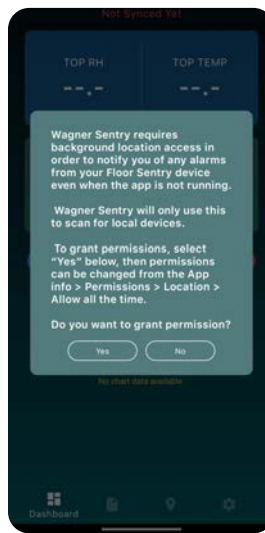 Not Synced Yet
TOP RH
TOP TEMP
--.-
--.-
Wagner Sentry requires
background location access in
order to notify you of any alarms
from your Floor Sentry device
even when the app is not running.
Wagner Sentry will only use this
to scan for local devices.
To grant permissions, select
"Yes" below, then permissions
can be changed from the App
info > Permissions > Location >
Allow all the time.
Do you want to grant permission?
Yes
No
No chart data available
Dashboard